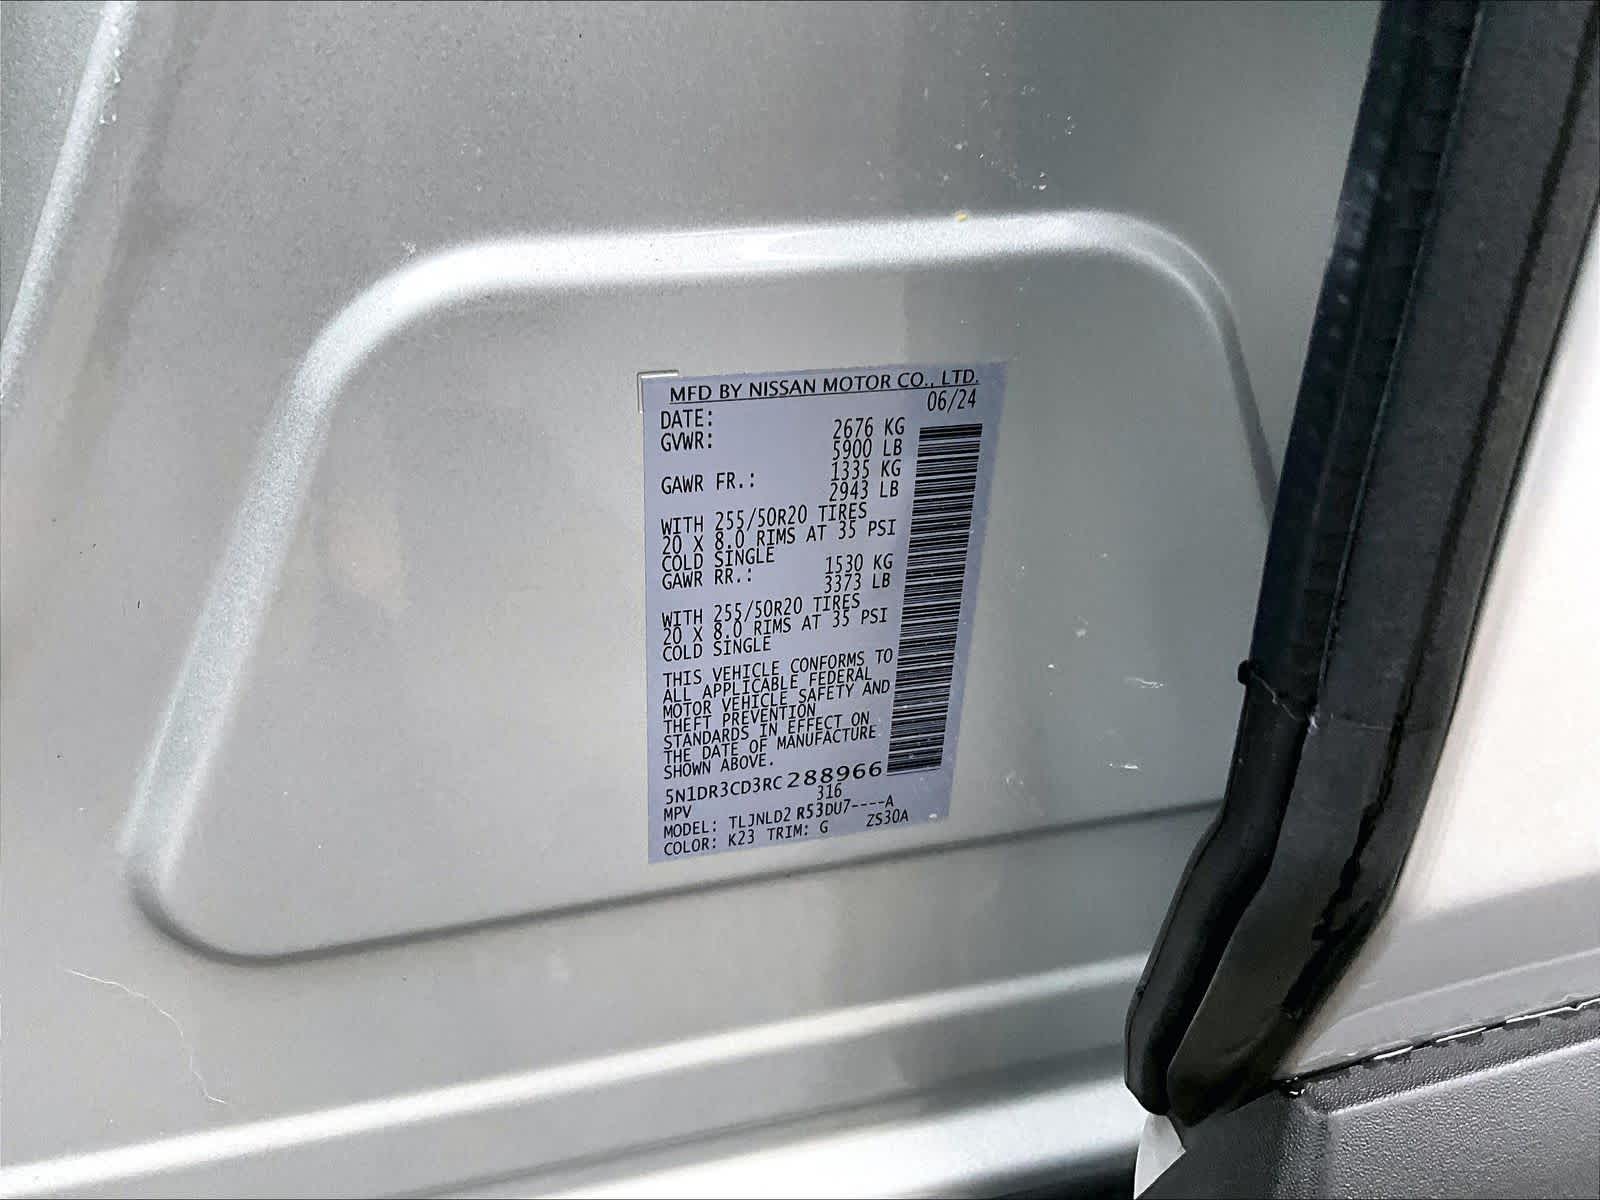 MFD BY NISSAN MOTOR CO., LTD.
DATE: 06/24
GVWR: 2676 KG
5900 LB
GAWR FR.: 1335 KG
2943 LB
WITH 255/50R20 TIRES
20 X 8.0 RIMS AT 35 PSI
COLD SINGLE
GAWR RR.: 1530 KG
3373 LB
WITH 255/50R20 TIRES
20 X 8.0 RIMS AT 35 PSI
COLD SINGLE
THIS VEHICLE CONFORMS TO
ALL APPLICABLE FEDERAL
MOTOR VEHICLE SAFETY AND
THEFT PREVENTION
STANDARDS IN EFFECT ON
THE DATE OF MANUFACTURE
SHOWN ABOVE.
5N1DR3CD3RC288966
MPV 316
MODEL: TLJNLD2 R53DU7----A
COLOR: K23 TRIM: G ZS30A